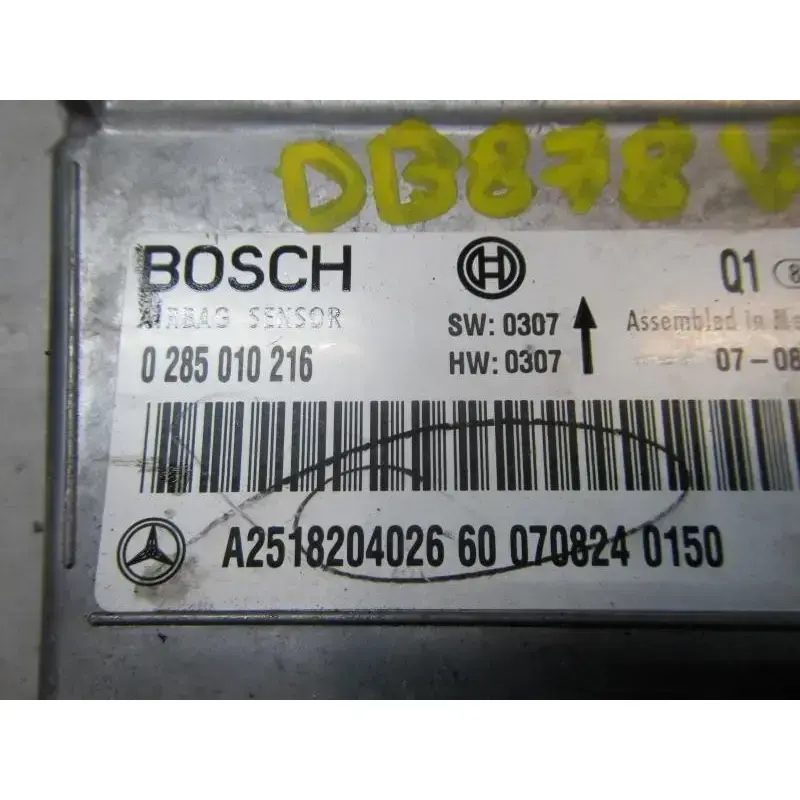 DB878
BOSCH
AIRBAG SENSOR
0 285 010 216
SW: 0307
HW: 0307
Q1
Assembled in
07-08
A2518204026 60 070824 0150